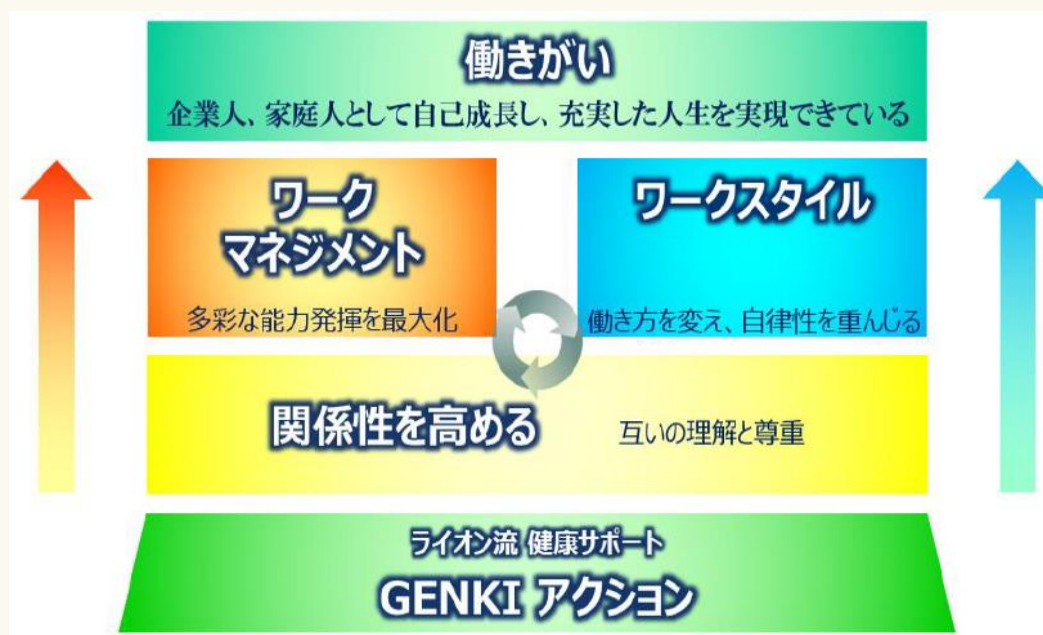 働きがい
企業人、家庭人として自己成長し、充実した人生を実現できている
ワーク
マネジメント
多彩な能力発揮を最大化
ワークスタイル
働き方を変え、自律性を重んじる
関係性を高める
互いの理解と尊重
ライオン流 健康サポート
GENKI アクション